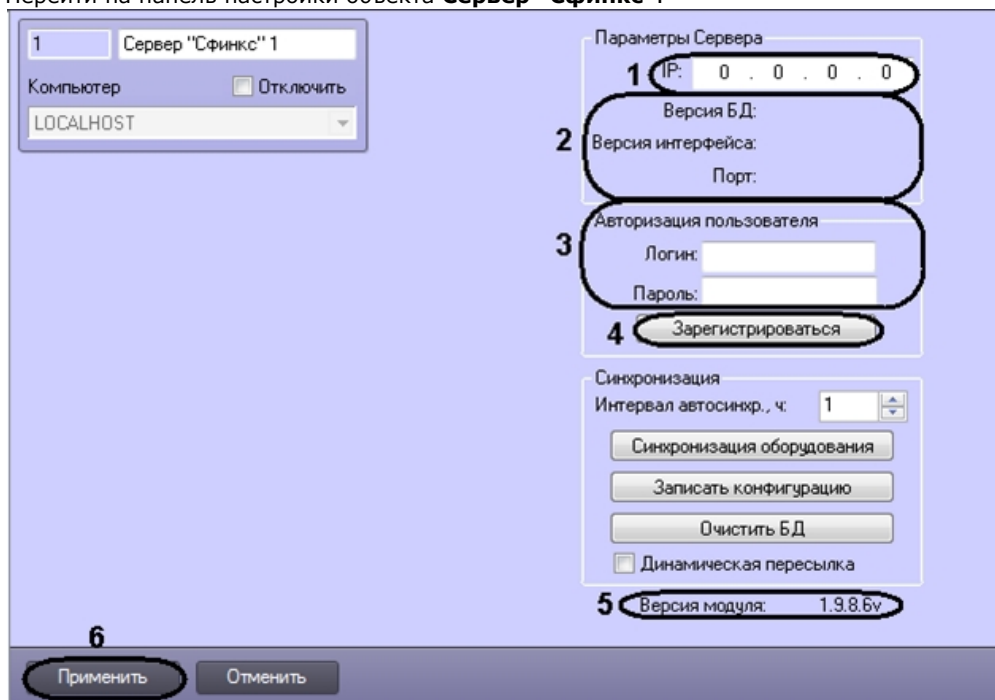 Перейти на панель настройки объекта Сервер "Сфинкс"
1 Сервер "Сфинкс" 1
Компьютер Отключить
LOCALHOST
Параметры Сервера
1 IP: 0 . 0 . 0 . 0
Версия БД:
2 Версия интерфейса:
Порт:
Авторизация пользователя
3 Логин:
Пароль:
4 Зарегистрироваться
Синхронизация
Интервал автосинхр., ч: 1
Синхронизация оборудования
Записать конфигурацию
Очистить БД
Динамическая пересылка
5 Версия модуля: 1.9.8.6v
6
Применить Отменить